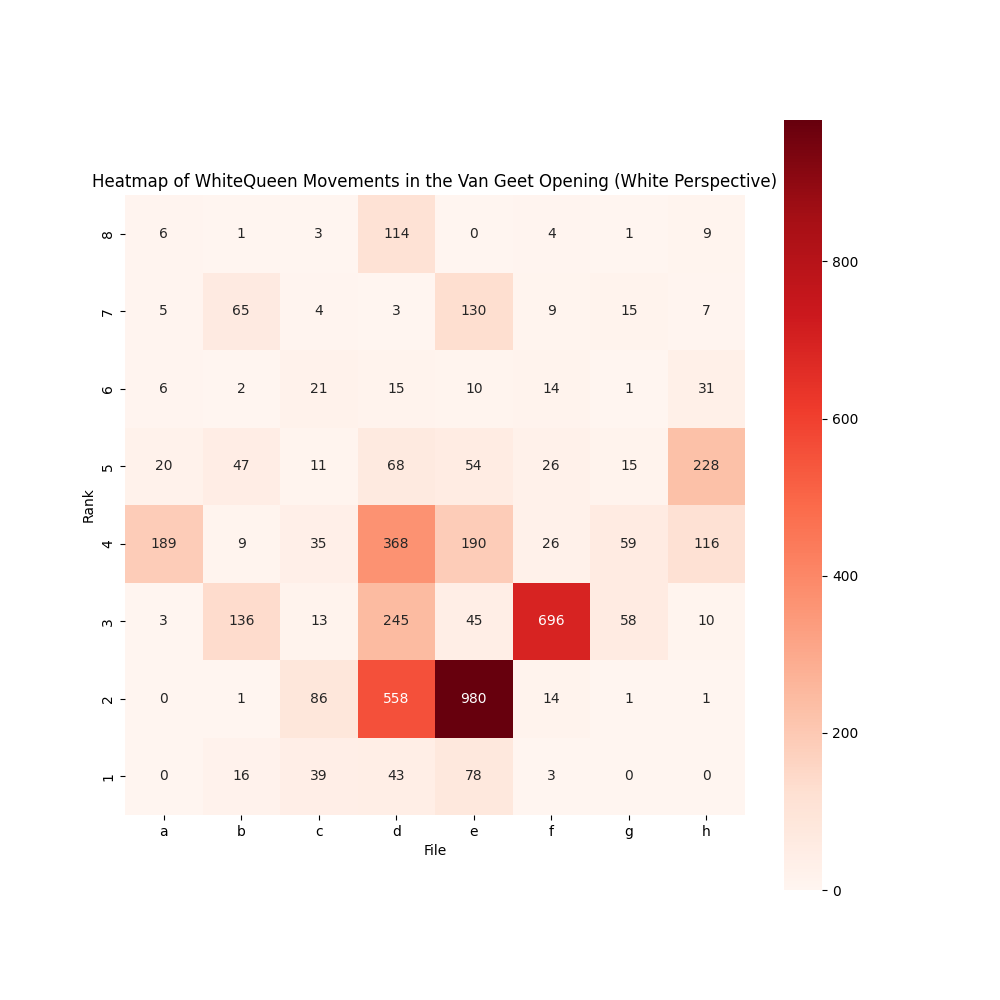 Heatmap of WhiteQueen Movements in the Van Geet Opening (White Perspective)
8 6 1 3 114 0 4 1 9
7 5 65 4 3 130 9 15 7
6 6 2 21 15 10 14 1 31
5 20 47 11 68 54 26 15 228
Rank
4 189 9 35 368 190 26 59 116
3 3 136 13 245 45 696 58 10
2 0 1 86 558 980 14 1 1
1 0 16 39 43 78 3 0 0
a b c d e f g h
File
800
600
400
200
0